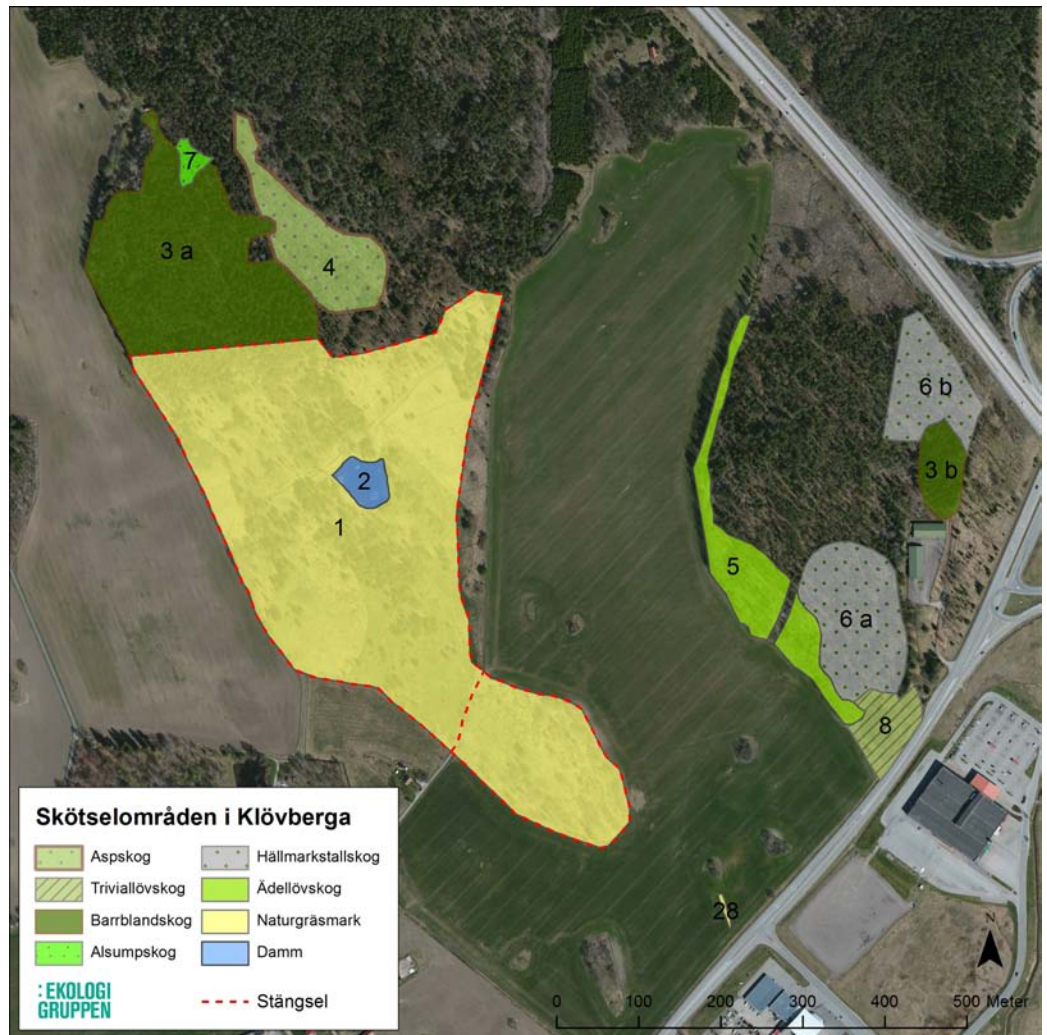 7
3 a
4
6 b
3 b
2
1
5
6 a
8
28
Skötselområden i Klövberga
Aspskog
Hällmarkstallskog
Triviallövskog
Ädellövskog
Barrblandskog
Naturgräsmark
Alsumpskog
Damm
:EKOLOGI
GRUPPEN
Stängsel
N
0 100 200 300 400 500 Meter